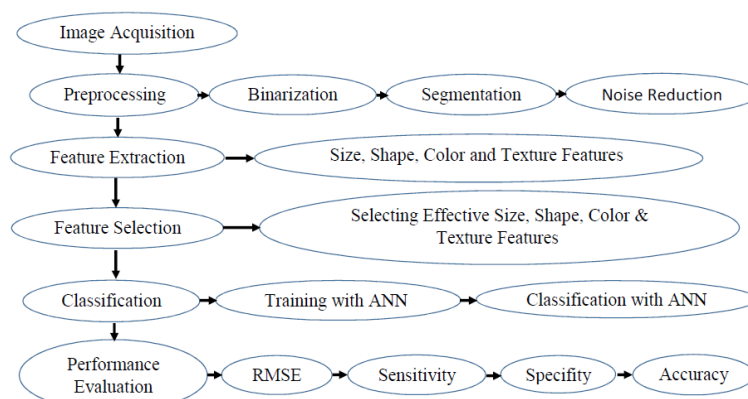 Image Acquisition
Preprocessing
Binarization
Segmentation
Noise Reduction
Feature Extraction
Size, Shape, Color and Texture Features
Feature Selection
Selecting Effective Size, Shape, Color &
Texture Features
Classification
Training with ANN
Classification with ANN
Performance
Evaluation
RMSE
Sensitivity
Specifity
Accuracy